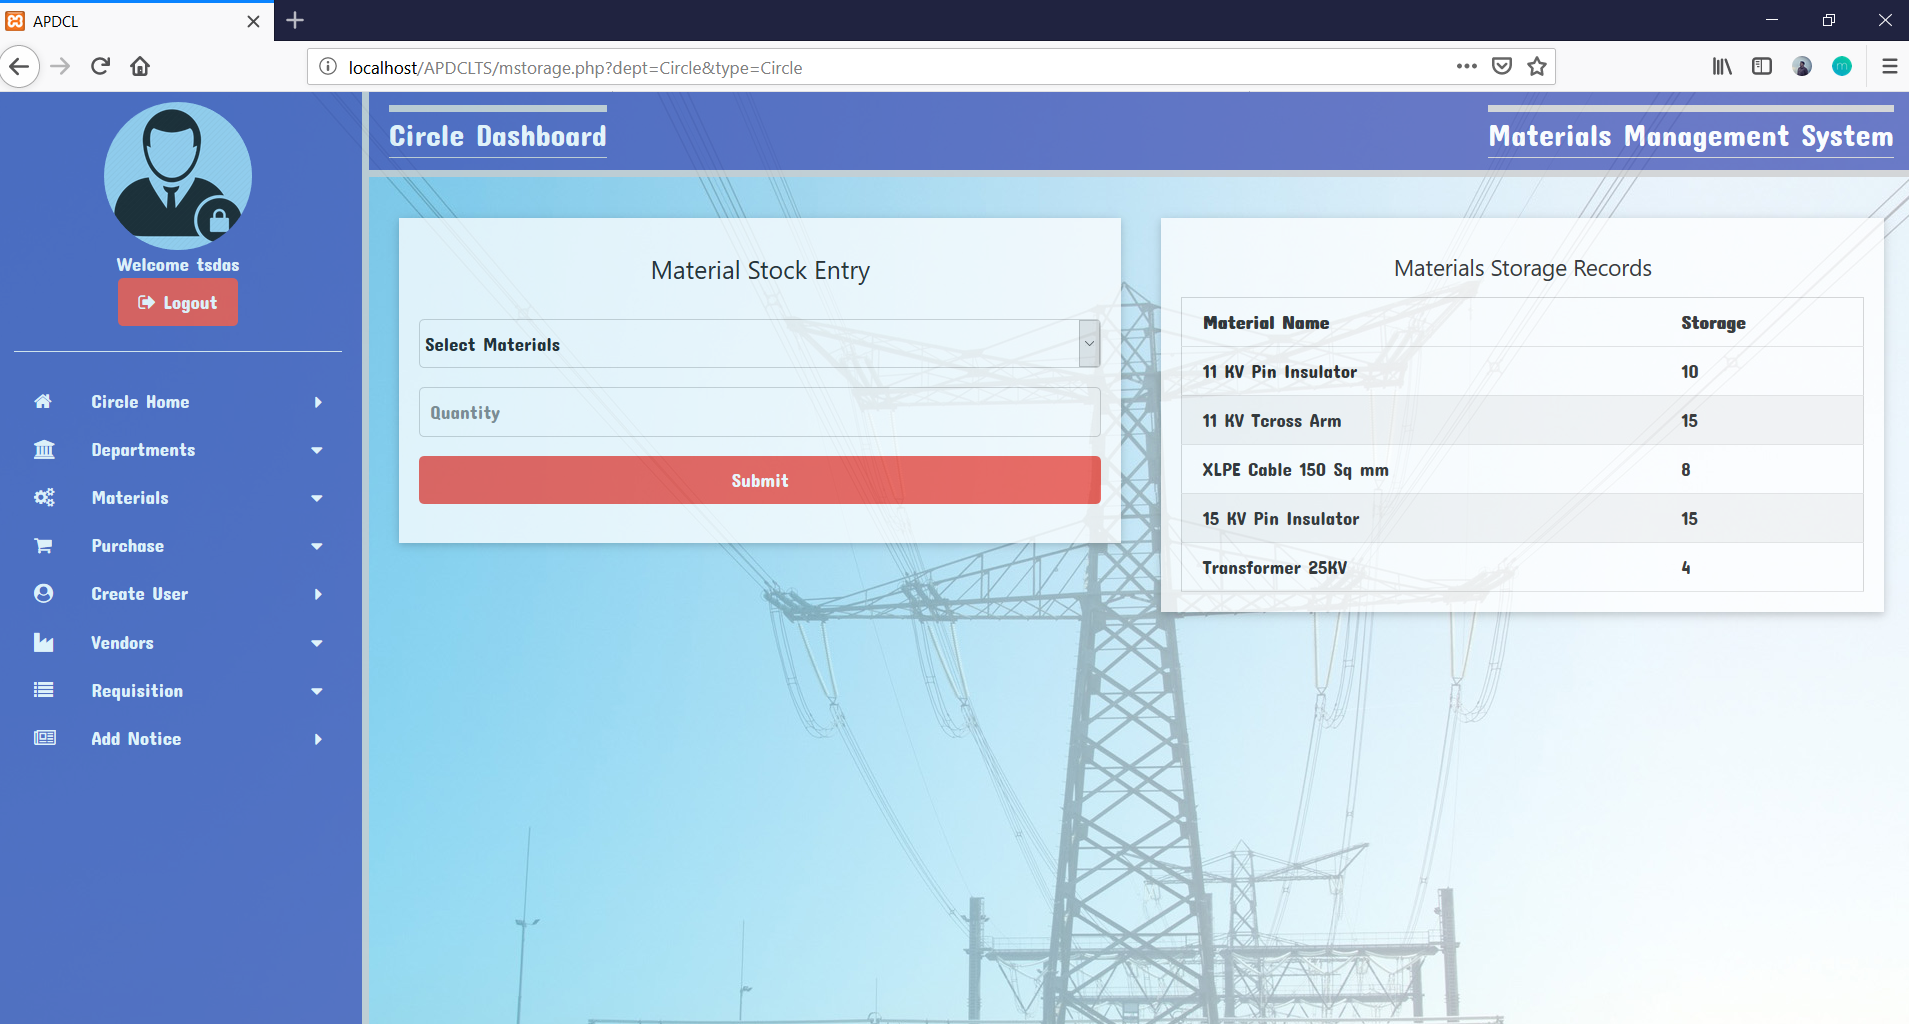 APDCL
localhost/APDCLTS/mstorage.php?dept=Circle&type=Circle
Welcome tsdas
Logout
Circle Home
Departments
Materials
Purchase
Create User
Vendors
Requisition
Add Notice
Circle Dashboard
Materials Management System
Material Stock Entry
Select Materials
Quantity
Submit
Materials Storage Records
Material Name Storage
11 KV Pin Insulator 10
11 KV Tcross Arm 15
XLPE Cable 150 Sq mm 8
15 KV Pin Insulator 15
Transformer 25KV 4